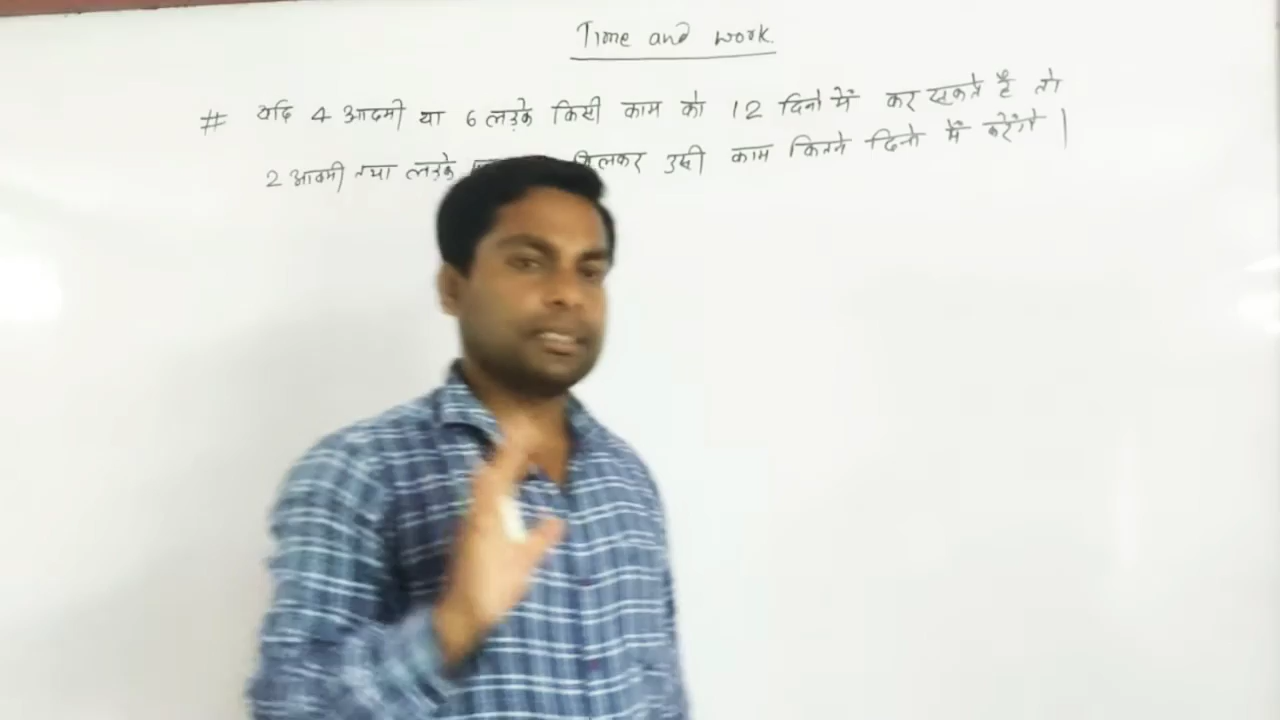 Time and work.
# यदि 4 आदमी या 6 लड़के किसी काम को 12 दिनो में कर सकते है तो
2 आदमी तथा लड़के मिलकर उसी काम कितने दिनो में करेंगे |